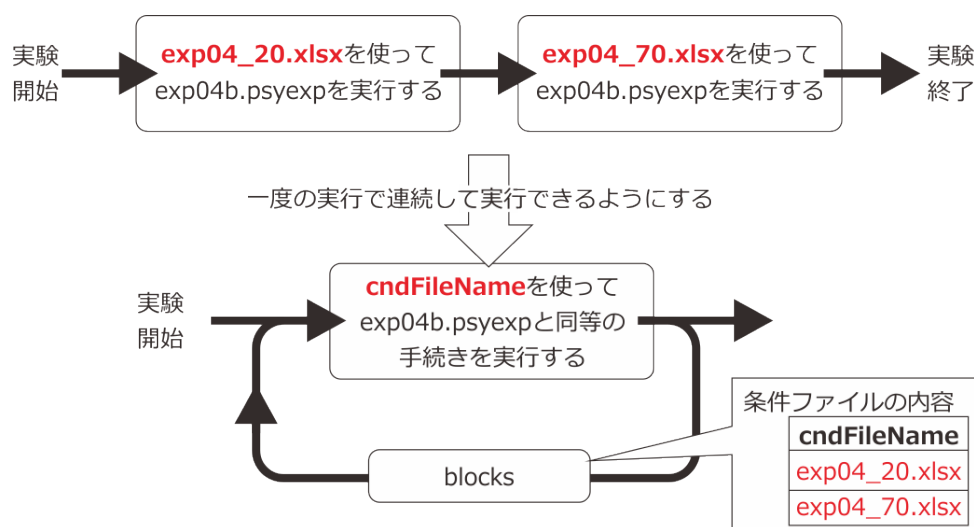 実験
開始
exp04_20.xlsxを使って
exp04b.psyexpを実行する
exp04_70.xlsxを使って
exp04b.psyexpを実行する
実験
終了
一度の実行で連続して実行できるようにする
実験
開始
cndFileNameを使って
exp04b.psyexpと同等の
手続きを実行する
blocks
条件ファイルの内容
cndFileName
exp04_20.xlsx
exp04_70.xlsx